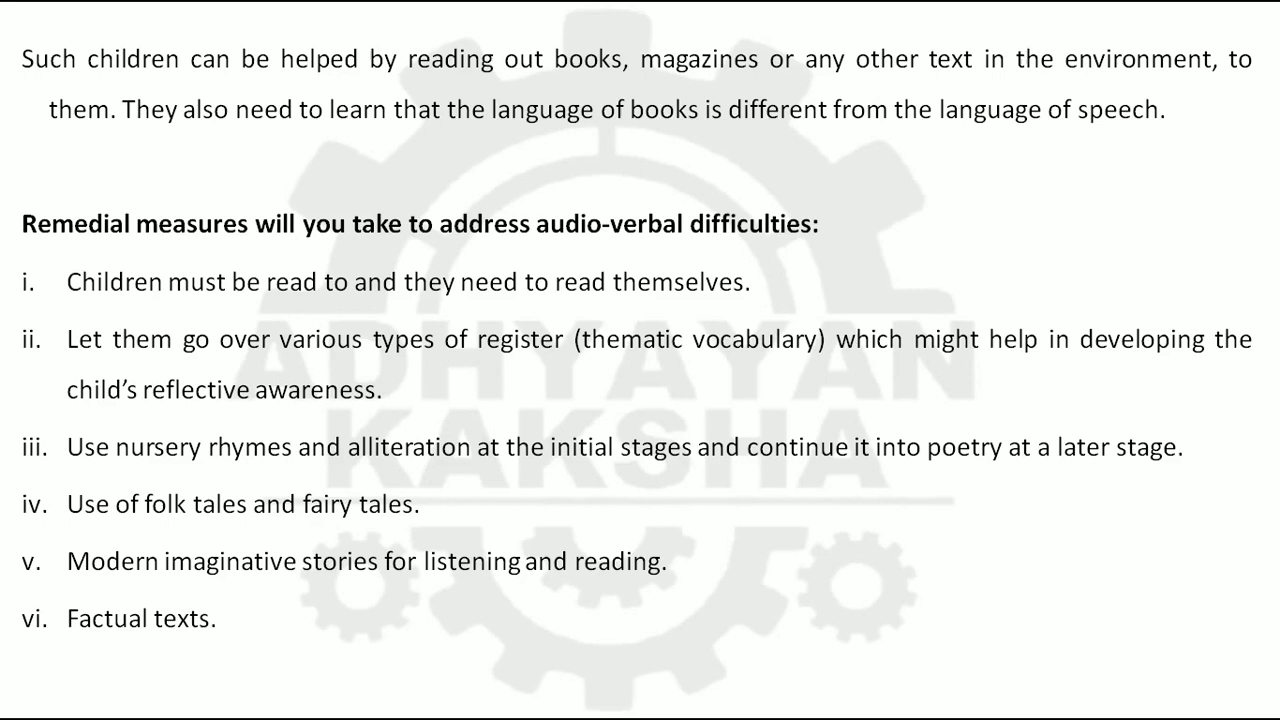 Such children can be helped by reading out books, magazines or any other text in the environment, to
them. They also need to learn that the language of books is different from the language of speech.
Remedial measures will you take to address audio-verbal difficulties:
i. Children must be read to and they need to read themselves.
ii. Let them go over various types of register (thematic vocabulary) which might help in developing the
child’s reflective awareness.
iii. Use nursery rhymes and alliteration at the initial stages and continue it into poetry at a later stage.
iv. Use of folk tales and fairy tales.
v. Modern imaginative stories for listening and reading.
vi. Factual texts.
ADHYAYAN
KAKSHA